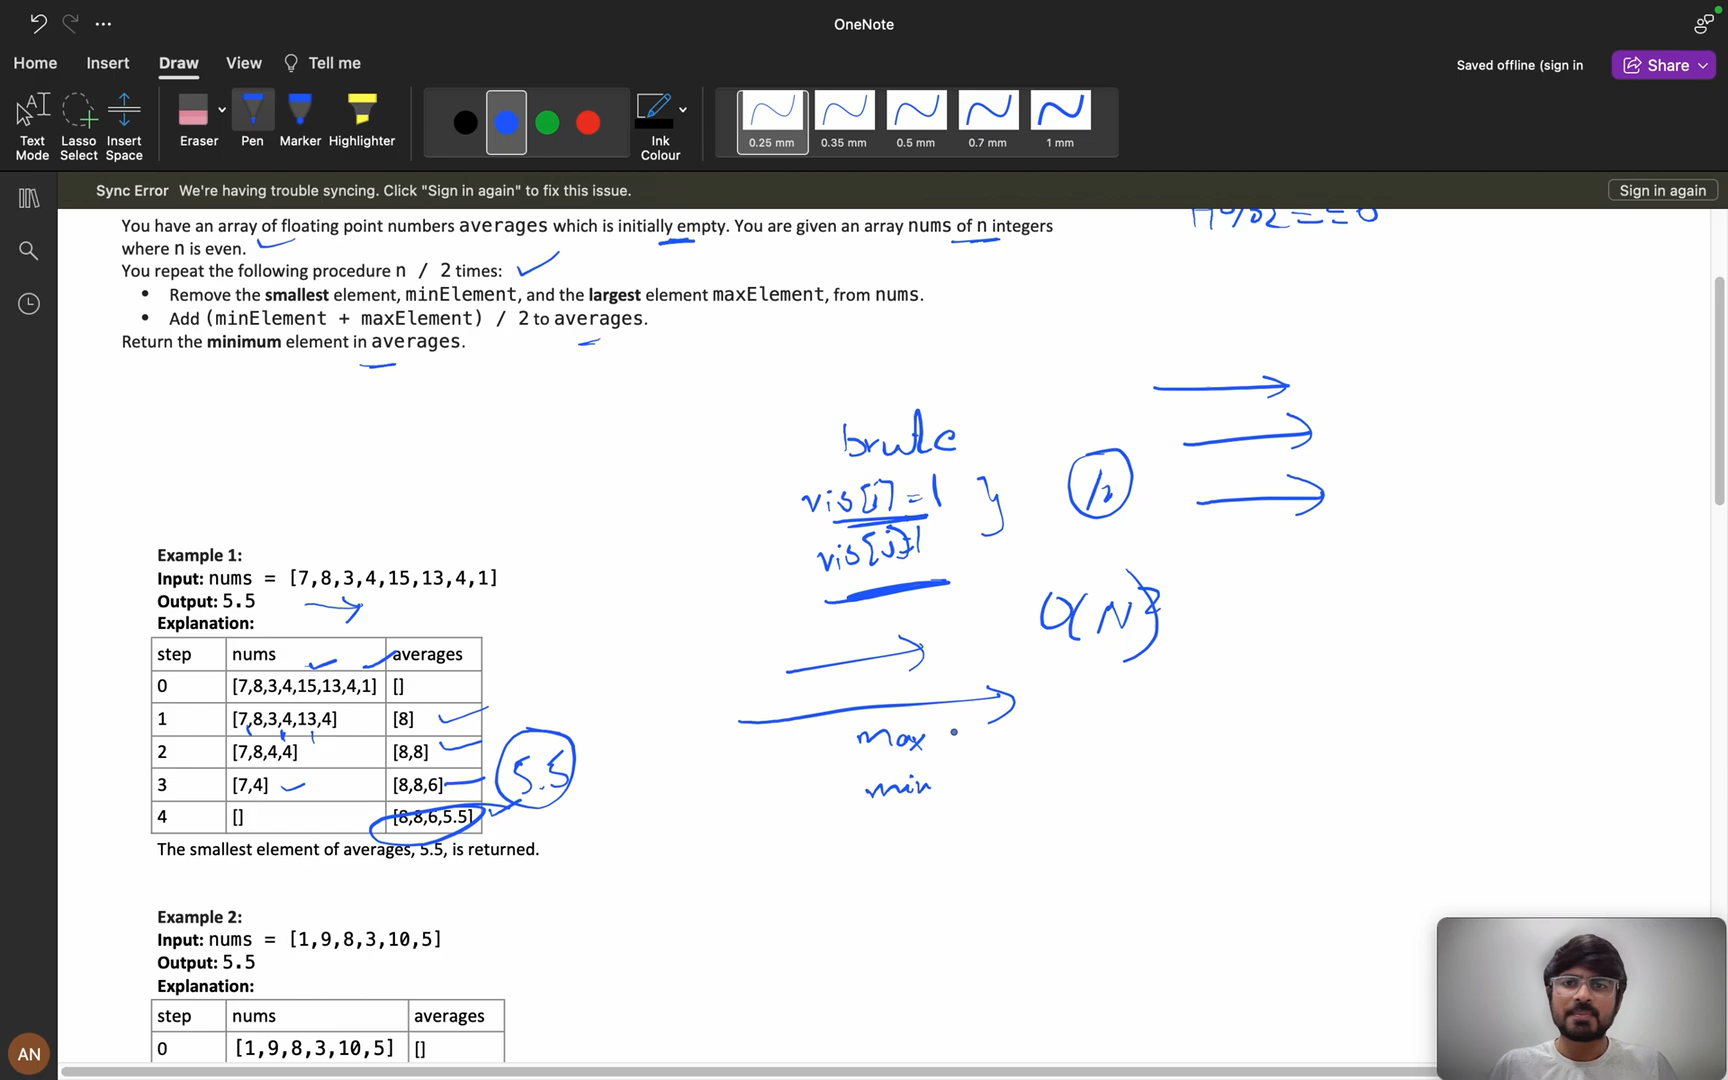 OneNote
Home Insert Draw View Tell me
Saved offline (sign in
Share
Text Mode
Lasso Select
Insert Space
Eraser
Pen
Marker
Highlighter
Ink Colour
0.25 mm
0.35 mm
0.5 mm
0.7 mm
1 mm
Sync Error We're having trouble syncing. Click "Sign in again" to fix this issue.
Sign in again
You have an array of floating point numbers averages which is initially empty. You are given an array nums of n integers
where n is even.
You repeat the following procedure n / 2 times:
• Remove the smallest element, minElement, and the largest element maxElement, from nums.
• Add (minElement + maxElement) / 2 to averages.
Return the minimum element in averages.
brute
vis[i] = 1 }
vis[j]=1
O(N²)
max
min
Example 1:
Input: nums = [7,8,3,4,15,13,4,1]
Output: 5.5
Explanation:
step nums averages
0 [7,8,3,4,15,13,4,1] []
1 [7,8,3,4,13,4] [8]
2 [7,8,4,4] [8,8]
3 [7,4] [8,8,6]
4 [] [8,8,6,5.5]
5.5
The smallest element of averages, 5.5, is returned.
Example 2:
Input: nums = [1,9,8,3,10,5]
Output: 5.5
Explanation:
step nums averages
0 [1,9,8,3,10,5] []
AN